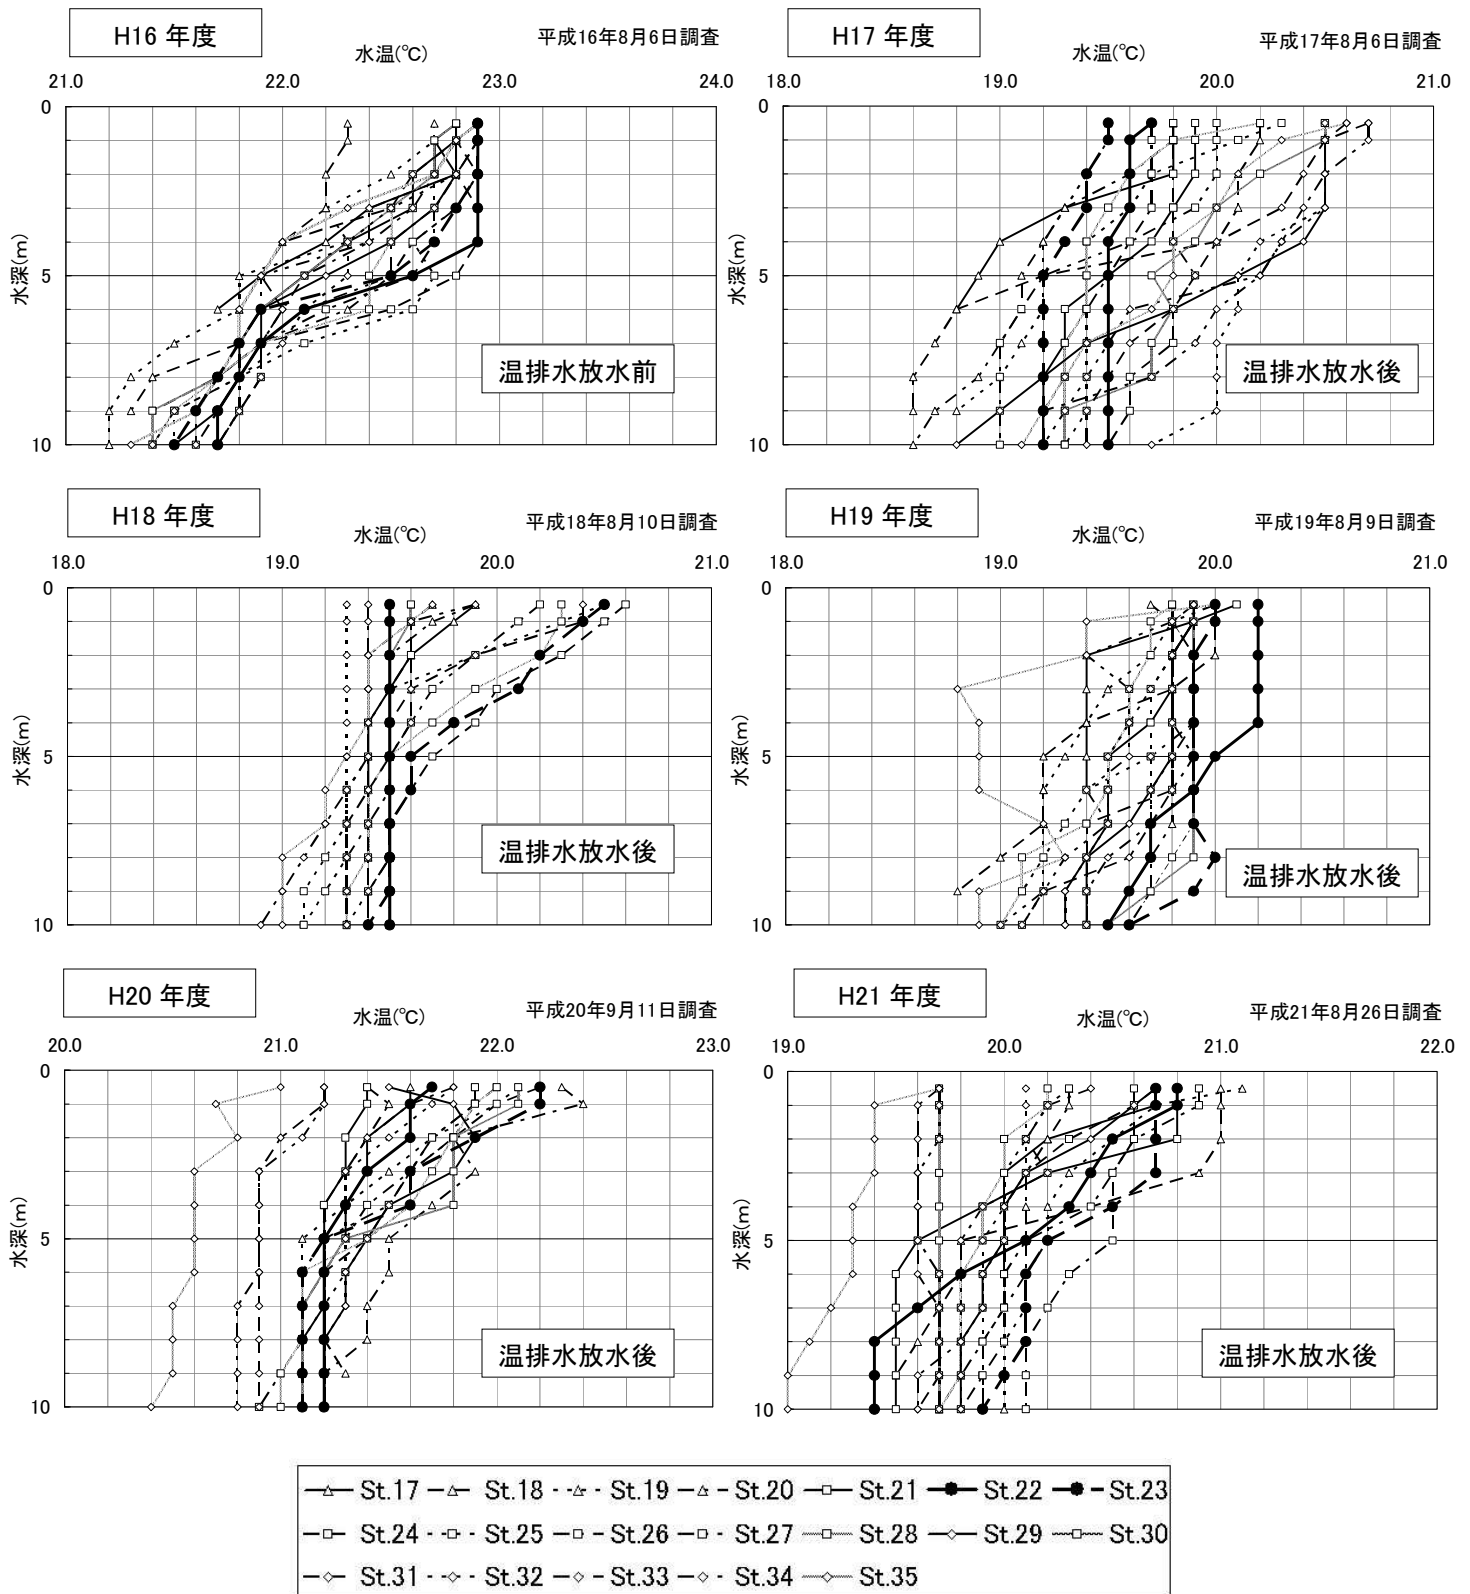 H16 年度
平成16年8月6日調査
水温(℃)
21.0 22.0 23.0 24.0
0
5
10
水深(m)
温排水放水前
H17 年度
平成17年8月6日調査
水温(℃)
18.0 19.0 20.0 21.0
0
5
10
水深(m)
温排水放水後
H18 年度
平成18年8月10日調査
水温(℃)
18.0 19.0 20.0 21.0
0
5
10
水深(m)
温排水放水後
H19 年度
平成19年8月9日調査
水温(℃)
18.0 19.0 20.0 21.0
0
5
10
水深(m)
温排水放水後
H20 年度
平成20年9月11日調査
水温(℃)
20.0 21.0 22.0 23.0
0
5
10
水深(m)
温排水放水後
H21 年度
平成21年8月26日調査
水温(℃)
19.0 20.0 21.0 22.0
0
5
10
水深(m)
温排水放水後
St.17 St.18 St.19 St.20 St.21 St.22 St.23
St.24 St.25 St.26 St.27 St.28 St.29 St.30
St.31 St.32 St.33 St.34 St.35